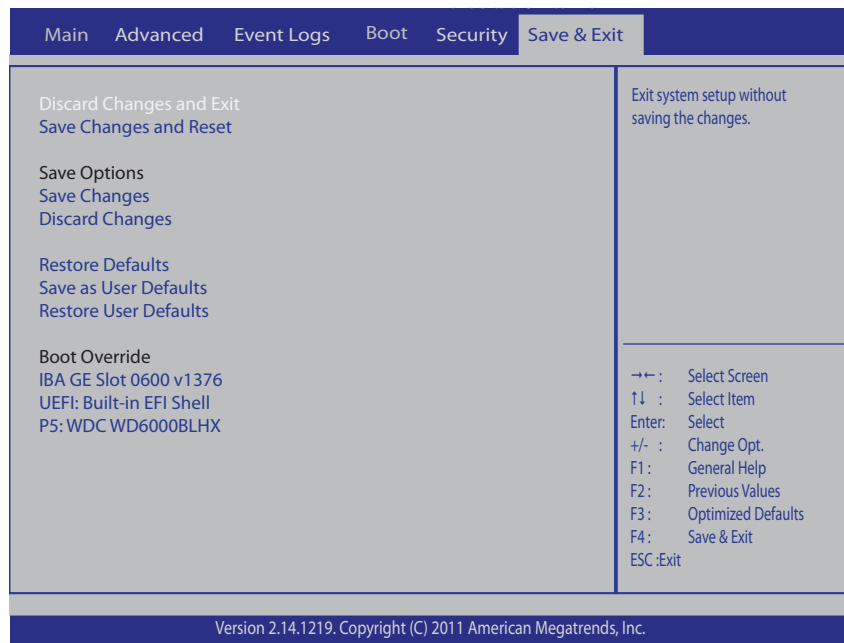 Main Advanced Event Logs Boot Security Save & Exit
Discard Changes and Exit
Save Changes and Reset
Save Options
Save Changes
Discard Changes
Restore Defaults
Save as User Defaults
Restore User Defaults
Boot Override
IBA GE Slot 0600 v1376
UEFI: Built-in EFI Shell
P5: WDC WD6000BLHX
Exit system setup without
saving the changes.
→← : Select Screen
↑↓ : Select Item
Enter: Select
+/- : Change Opt.
F1 : General Help
F2 : Previous Values
F3 : Optimized Defaults
F4 : Save & Exit
ESC :Exit
Version 2.14.1219. Copyright (C) 2011 American Megatrends, Inc.